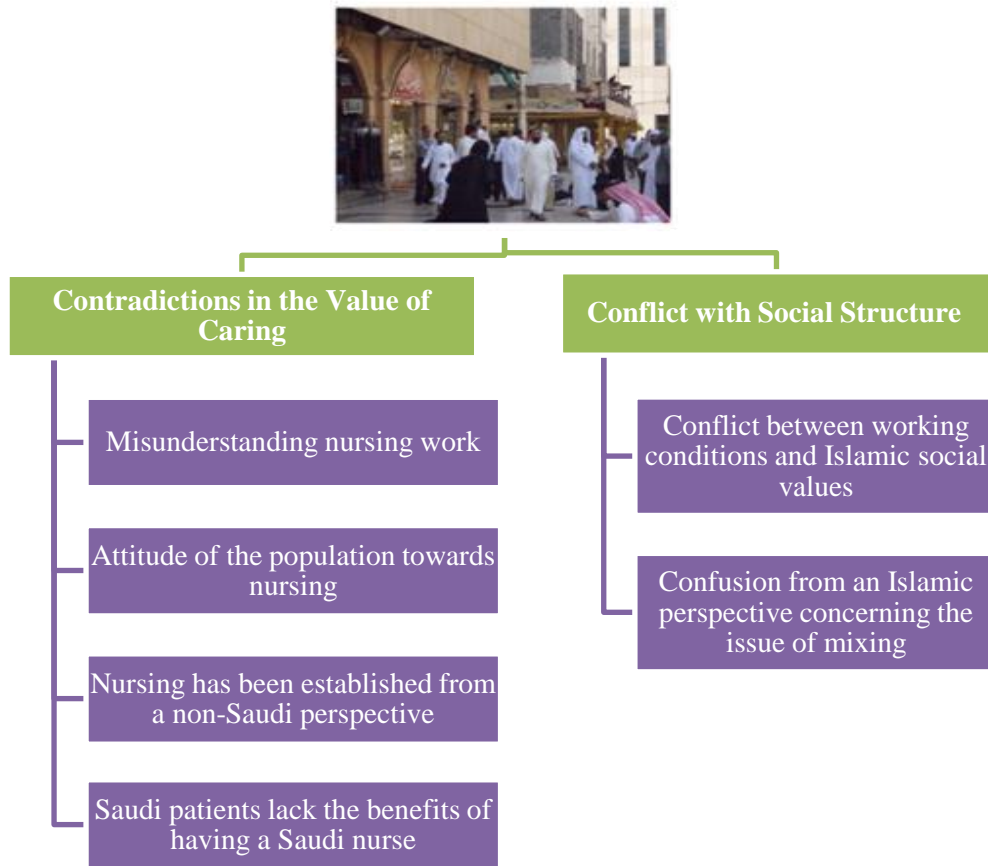 Contradictions in the Value of
Caring
Misunderstanding nursing work
Attitude of the population towards
nursing
Nursing has been established from
a non-Saudi perspective
Saudi patients lack the benefits of
having a Saudi nurse
Conflict with Social Structure
Conflict between working
conditions and Islamic social
values
Confusion from an Islamic
perspective concerning the
issue of mixing